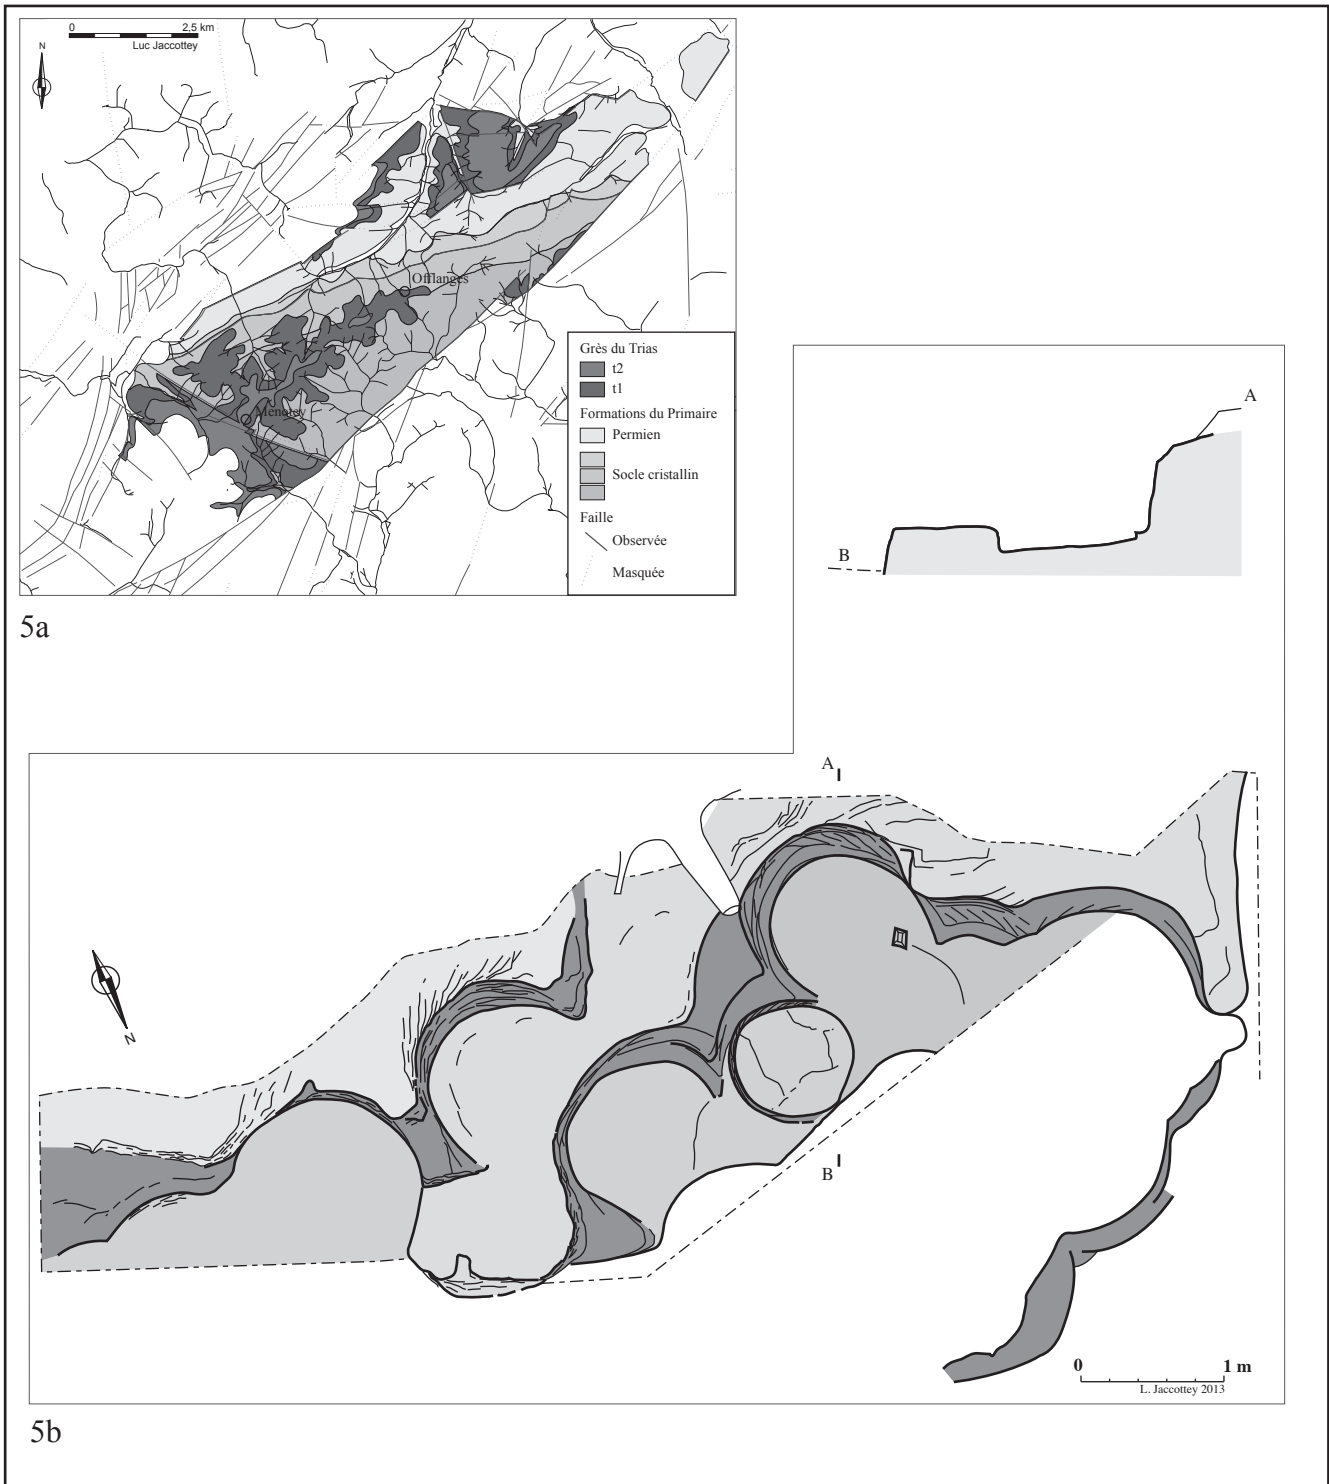 0 2,5 km
Luc Jaccottey
N
Offlanges
Menotey
Grès du Trias
t2
t1
Formations du Primaire
Permien
Socle cristallin
Faille
Observée
Masquée
5a
A
B
A
N
B
0 1 m
L. Jaccottey 2013
5b